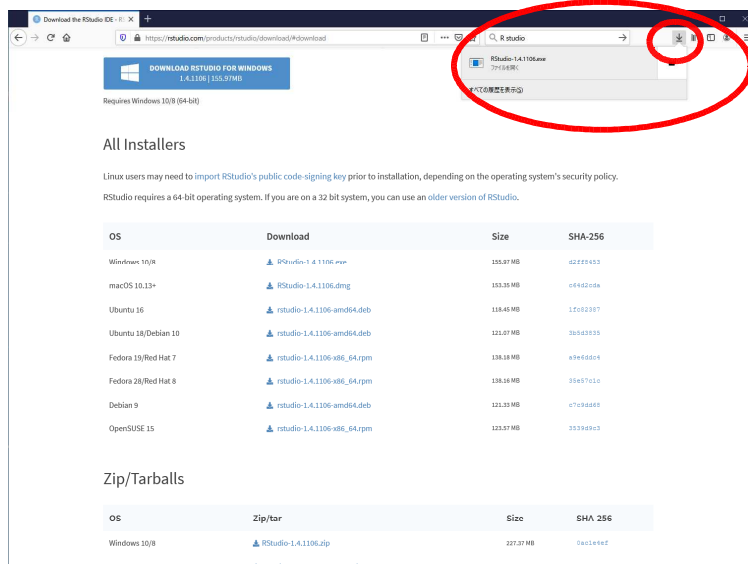 Download the RStudio IDE - RS
https://rstudio.com/products/rstudio/download/#download
R studio
RStudio-1.4.1106.exe
ファイルを開く
すべての履歴を表示(S)
DOWNLOAD RSTUDIO FOR WINDOWS
1.4.1106 | 155.97MB
Requires Windows 10/8 (64-bit)
All Installers
Linux users may need to import RStudio's public code-signing key prior to installation, depending on the operating system's security policy.
RStudio requires a 64-bit operating system. If you are on a 32 bit system, you can use an older version of RStudio.
OS Download Size SHA-256
Windows 10/8 RStudio-1.4.1106.exe 155.97 MB d2ff8453
macOS 10.13+ RStudio-1.4.1106.dmg 153.35 MB c64d2cda
Ubuntu 16 rstudio-1.4.1106-amd64.deb 118.45 MB 1fc82387
Ubuntu 18/Debian 10 rstudio-1.4.1106-amd64.deb 121.07 MB 3b8d3835
Fedora 19/Red Hat 7 rstudio-1.4.1106-x86_64.rpm 138.18 MB a9e6ddc4
Fedora 28/Red Hat 8 rstudio-1.4.1106-x86_64.rpm 138.16 MB 35e57c1c
Debian 9 rstudio-1.4.1106-amd64.deb 121.33 MB c7c8dd65
OpenSUSE 15 rstudio-1.4.1106-x86_64.rpm 123.57 MB 3539d9c3
Zip/Tarballs
OS Zip/tar Size SHA-256
Windows 10/8 RStudio-1.4.1106.zip 227.37 MB 0ac1e4ef